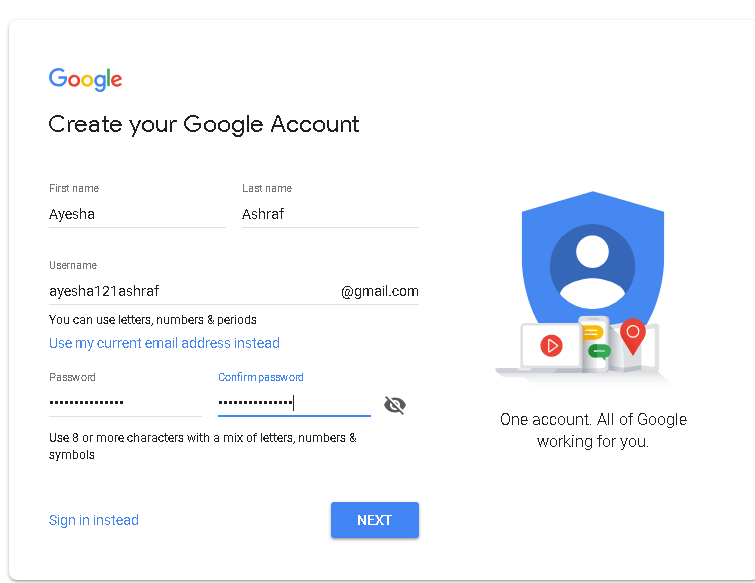 Google
Create your Google Account
First name Last name
Ayesha Ashraf
Username
ayesha121ashraf @gmail.com
You can use letters, numbers & periods
Use my current email address instead
Password Confirm password
••••••••••••••• •••••••••••••••
Use 8 or more characters with a mix of letters, numbers &
symbols
One account. All of Google
working for you.
Sign in instead NEXT